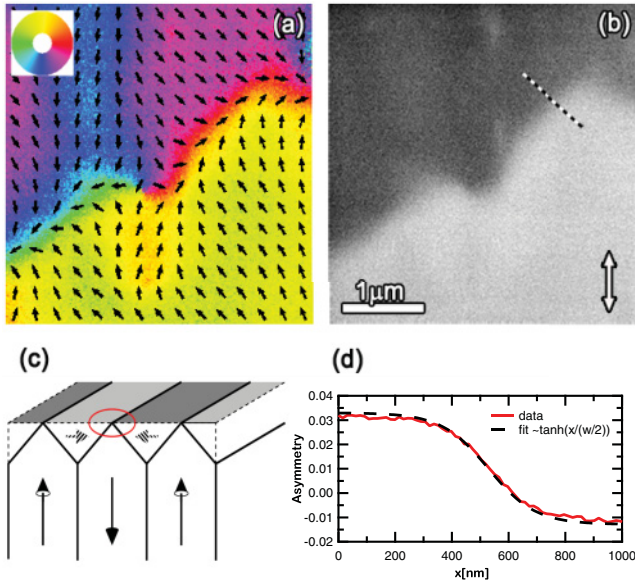 (a)
(b)
1μm
(c)
(d)
0.04
0.03
0.02
0.01
0.00
-0.01
-0.02
Asymmetry
data
fit ~tanh(x/(w/2))
0 200 400 600 800 1000
x[nm]